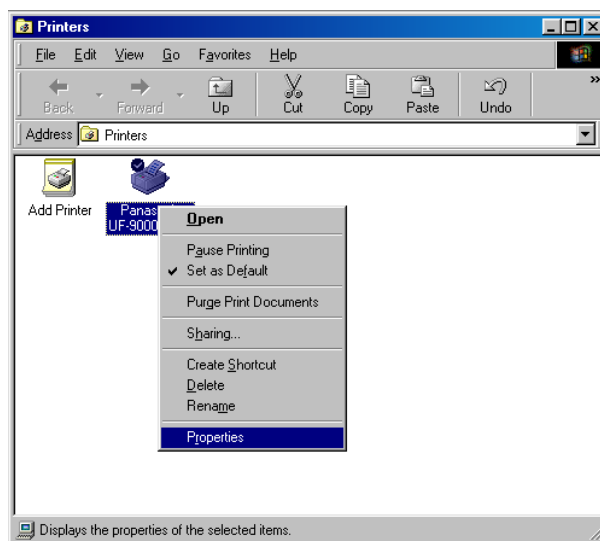 Printers
File Edit View Go Favorites Help
Back Forward Up Cut Copy Paste Undo »
Address Printers
Add Printer
Panas
UF-9000
Open
Pause Printing
Set as Default
Purge Print Documents
Sharing...
Create Shortcut
Delete
Rename
Properties
Displays the properties of the selected items.